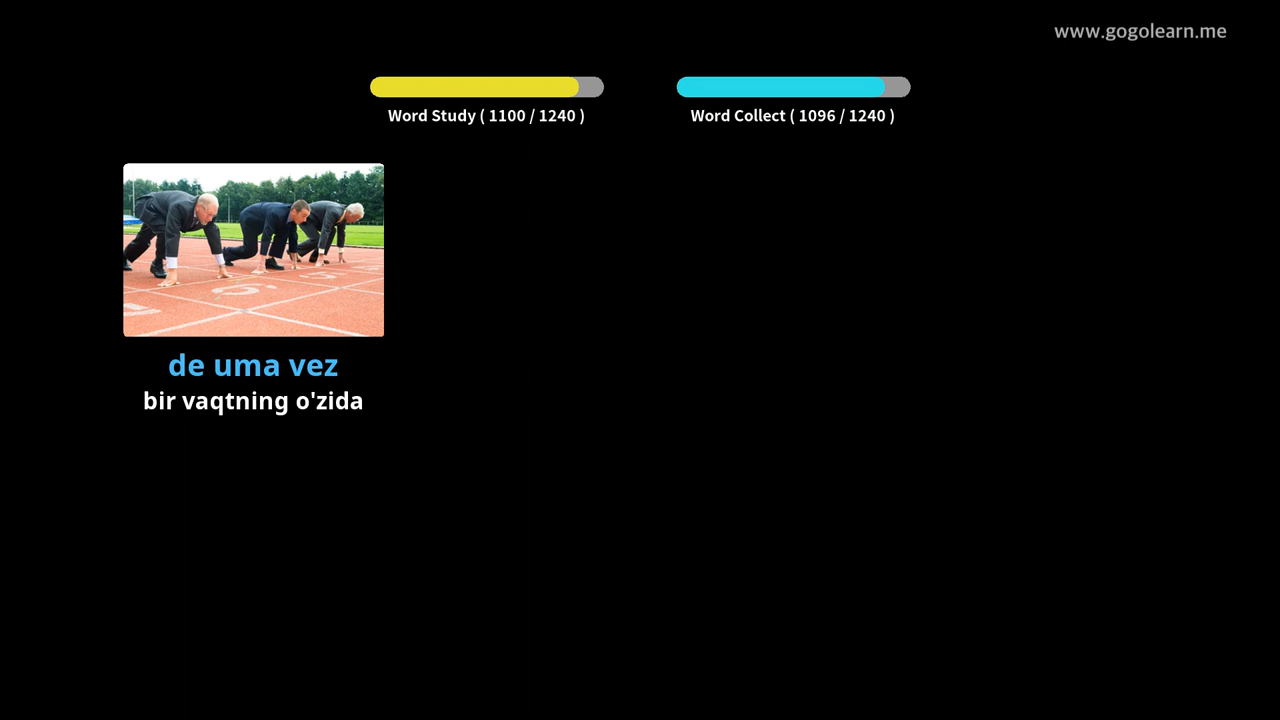 www.gogolearn.me
Word Study ( 1100 / 1240 )
Word Collect ( 1096 / 1240 )
de uma vez
bir vaqtning o'zida